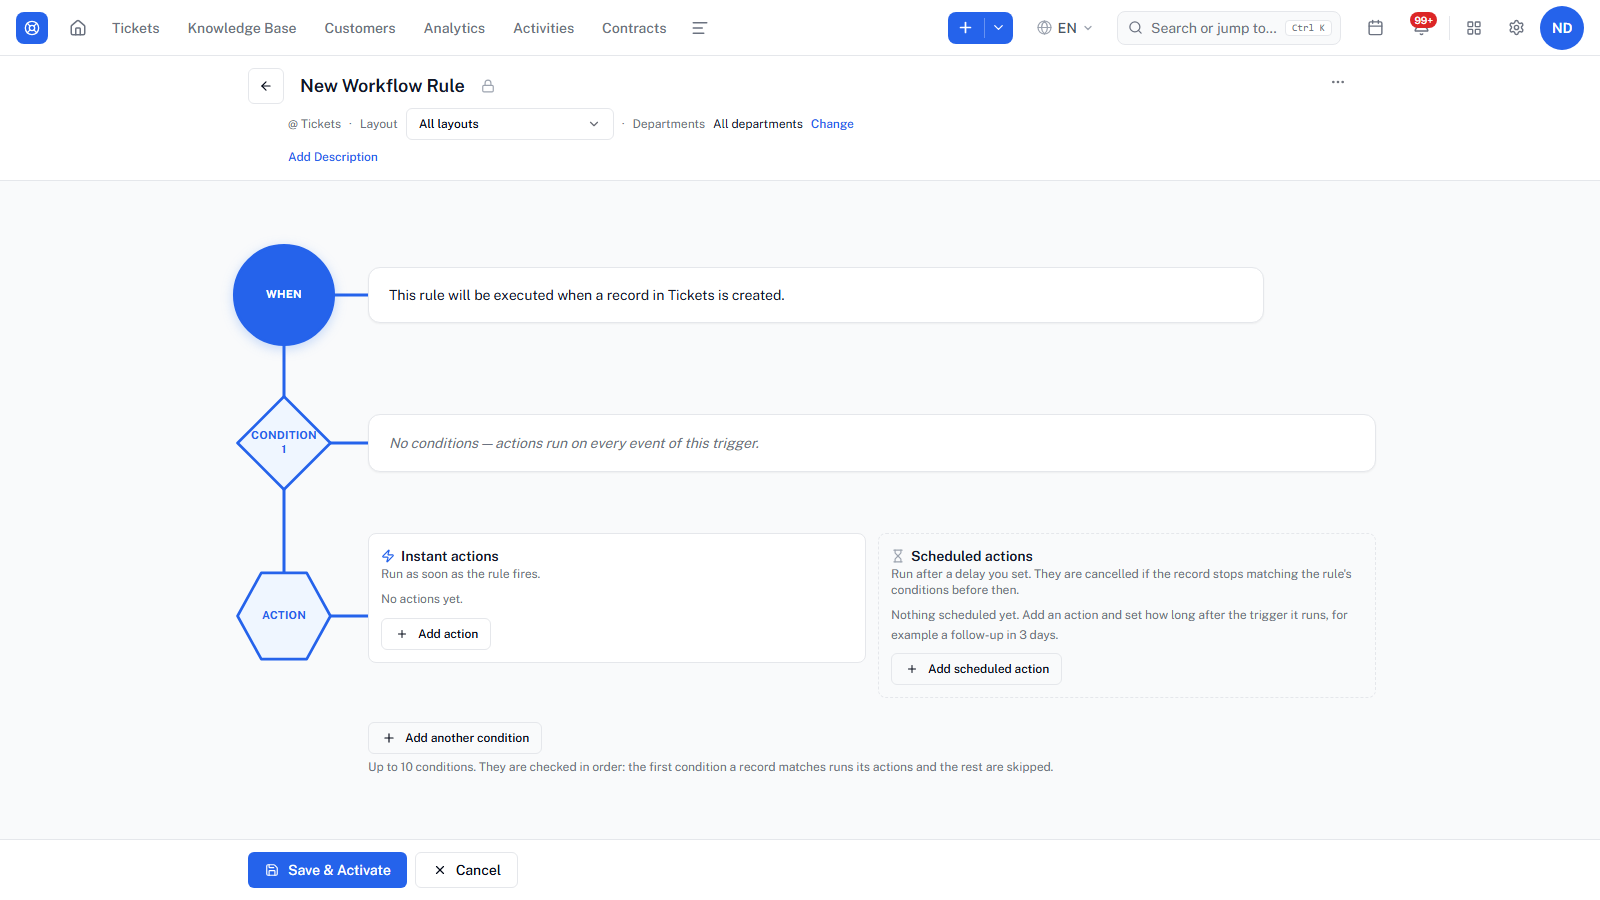 Tickets Knowledge Base Customers Analytics Activities Contracts EN Search or jump to... Ctrl K 99+ ND
New Workflow Rule
@ Tickets · Layout All layouts · Departments All departments Change
Add Description
WHEN
This rule will be executed when a record in Tickets is created.
CONDITION
1
No conditions — actions run on every event of this trigger.
ACTION
Instant actions
Run as soon as the rule fires.
No actions yet.
Add action
Scheduled actions
Run after a delay you set. They are cancelled if the record stops matching the rule's
conditions before then.
Nothing scheduled yet. Add an action and set how long after the trigger it runs, for
example a follow-up in 3 days.
Add scheduled action
Add another condition
Up to 10 conditions. They are checked in order: the first condition a record matches runs its actions and the rest are skipped.
Save & Activate Cancel